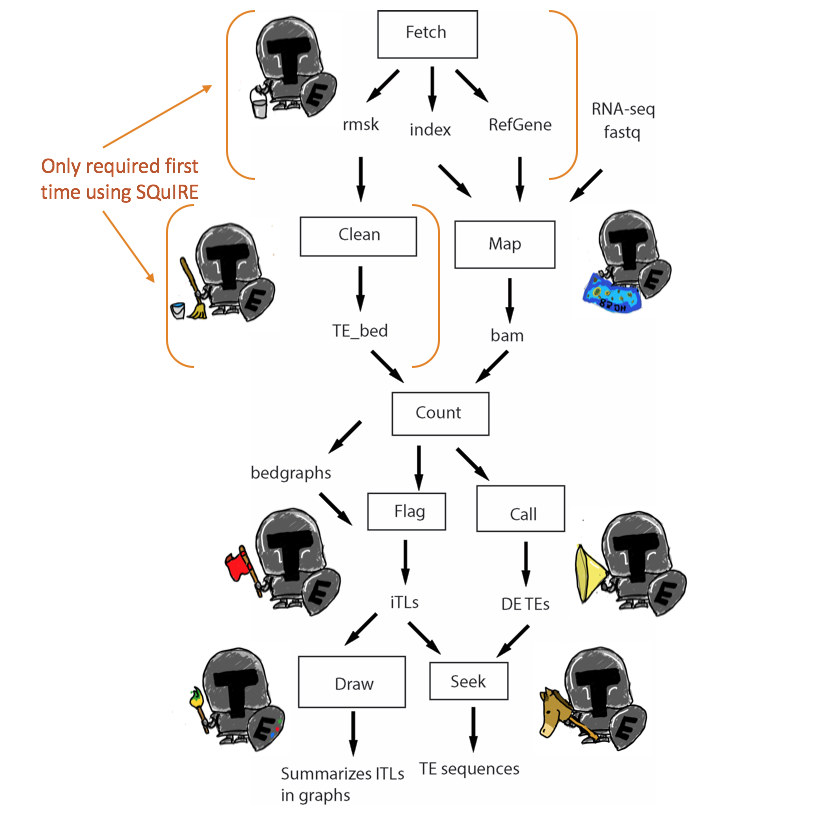 Fetch
rmsk
index
RefGene
RNA-seq
fastq
Only required first
time using SQuIRE
Clean
Map
TE_bed
bam
Count
bedgraphs
Flag
Call
iTLs
DE TEs
Draw
Seek
Summarizes ITLs
in graphs
TE sequences
T
E
T
E
T
E
T
E
T
E
T
E
T
E